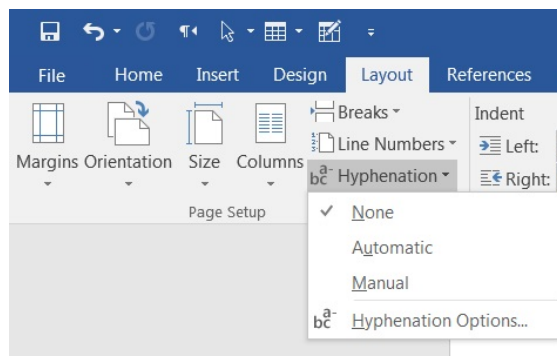 File Home Insert Design Layout References
Breaks Indent
Line Numbers Left:
Margins Orientation Size Columns Hyphenation Right:
Page Setup
None
Automatic
Manual
Hyphenation Options...